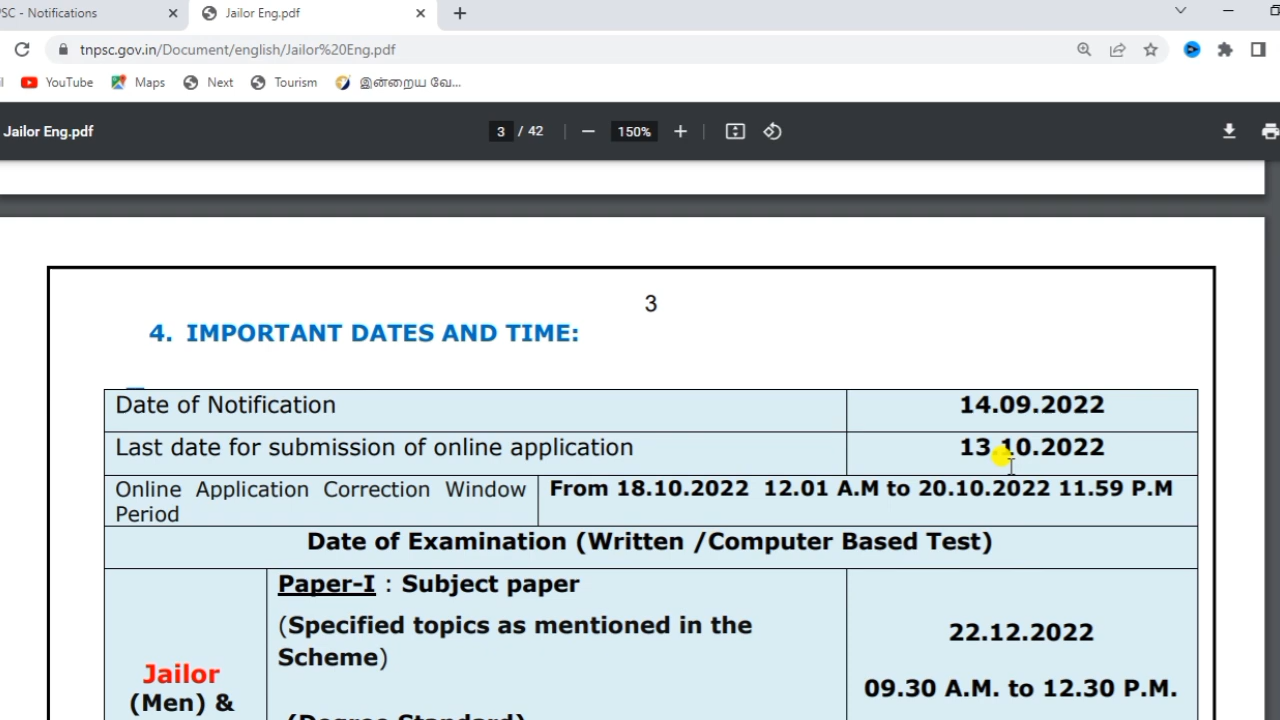 PSC - Notifications
Jailor Eng.pdf
tnpsc.gov.in/Document/english/Jailor%20Eng.pdf
YouTube Maps Next Tourism இன்றைய வே...
Jailor Eng.pdf
3 / 42
150%
3
4. IMPORTANT DATES AND TIME:
Date of Notification 14.09.2022
Last date for submission of online application 13.10.2022
Online Application Correction Window
Period
From 18.10.2022 12.01 A.M to 20.10.2022 11.59 P.M
Date of Examination (Written /Computer Based Test)
Jailor
(Men) &
Paper-I : Subject paper
(Specified topics as mentioned in the
Scheme)
(Degree Standard)
22.12.2022
09.30 A.M. to 12.30 P.M.